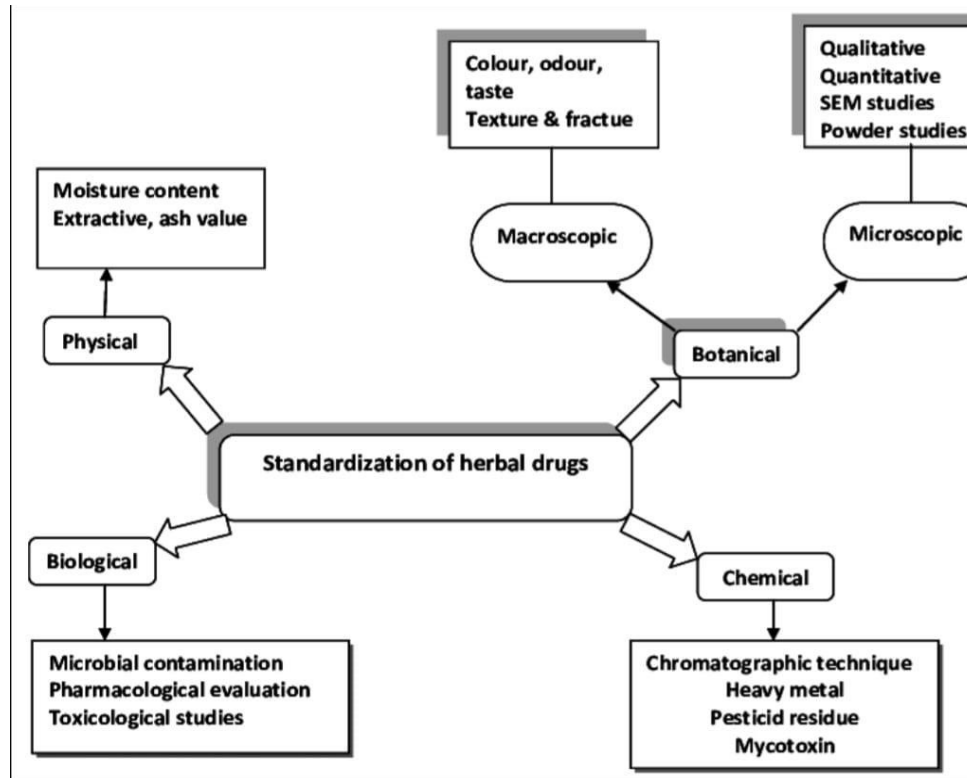 Colour, odour,
taste
Texture & fractue
Qualitative
Quantitative
SEM studies
Powder studies
Moisture content
Extractive, ash value
Macroscopic
Microscopic
Physical
Botanical
Standardization of herbal drugs
Biological
Chemical
Microbial contamination
Pharmacological evaluation
Toxicological studies
Chromatographic technique
Heavy metal
Pesticid residue
Mycotoxin